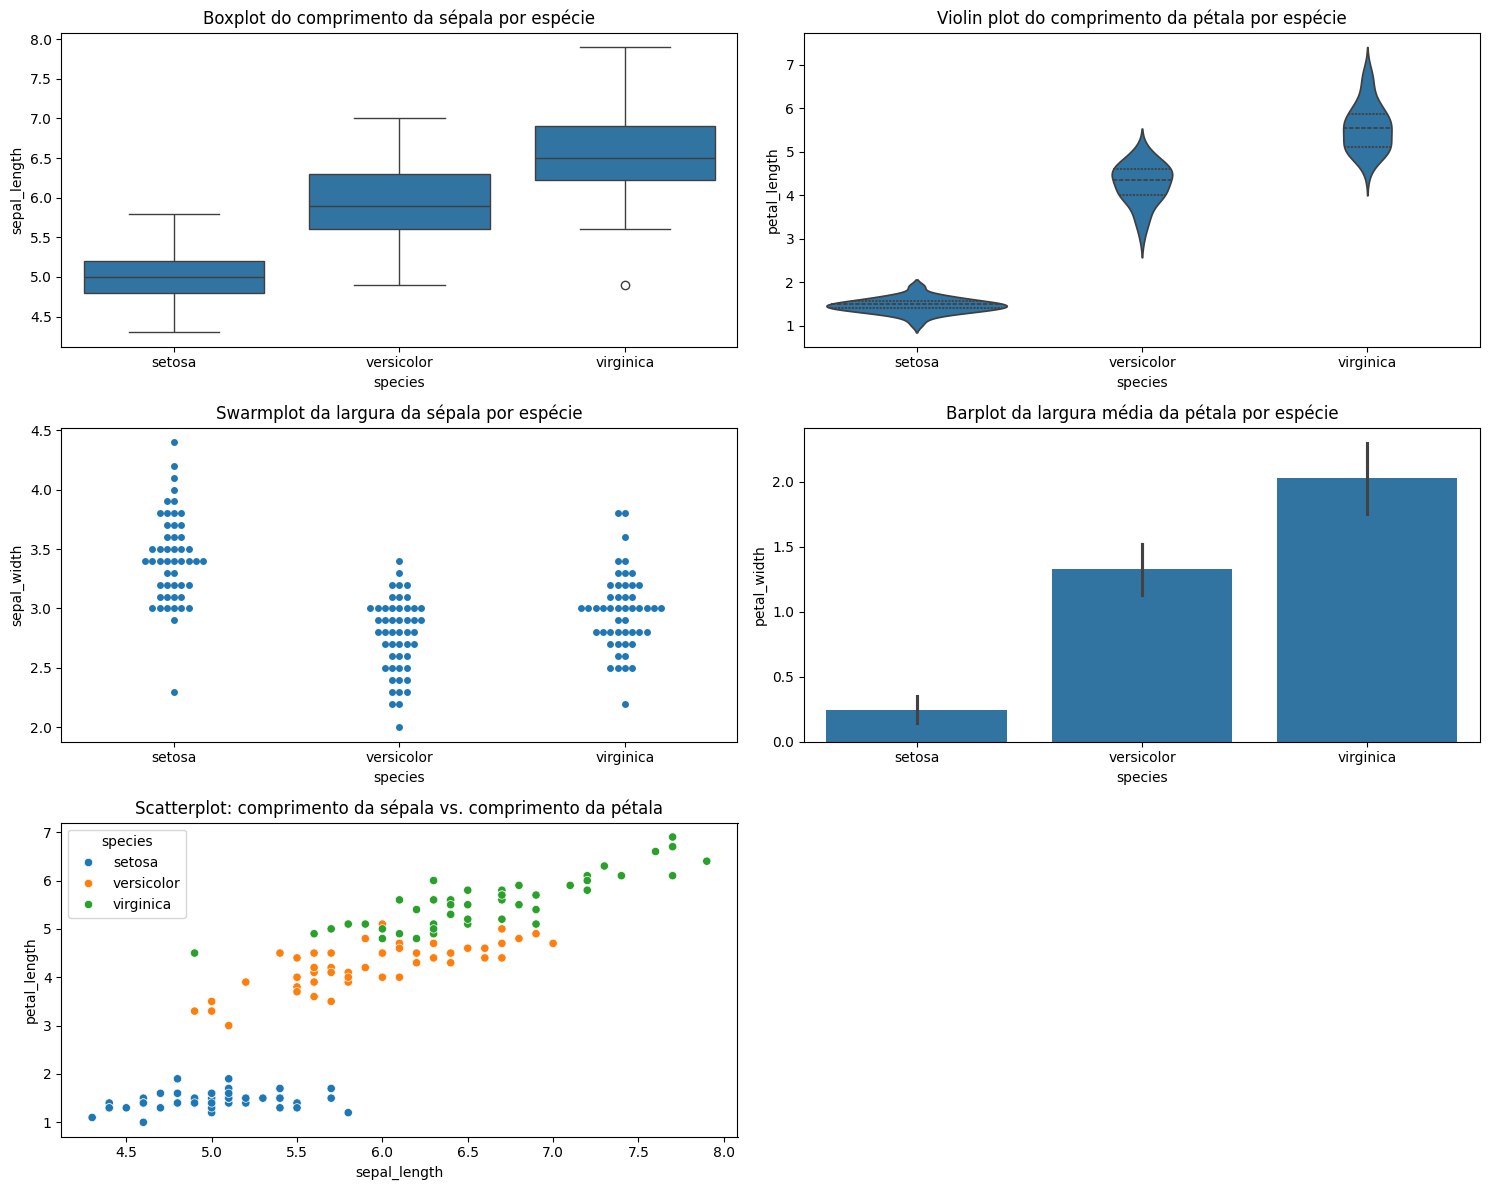 Boxplot do comprimento da sépala por espécie
8.0
7.5
7.0
6.5
6.0
5.5
5.0
4.5
sepal_length
setosa versicolor virginica
species
Violin plot do comprimento da pétala por espécie
7
6
5
4
3
2
1
petal_length
setosa versicolor virginica
species
Swarmplot da largura da sépala por espécie
4.5
4.0
3.5
3.0
2.5
2.0
sepal_width
setosa versicolor virginica
species
Barplot da largura média da pétala por espécie
2.0
1.5
1.0
0.5
0.0
petal_width
setosa versicolor virginica
species
Scatterplot: comprimento da sépala vs. comprimento da pétala
species
setosa
versicolor
virginica
7
6
5
4
3
2
1
petal_length
4.5 5.0 5.5 6.0 6.5 7.0 7.5 8.0
sepal_length